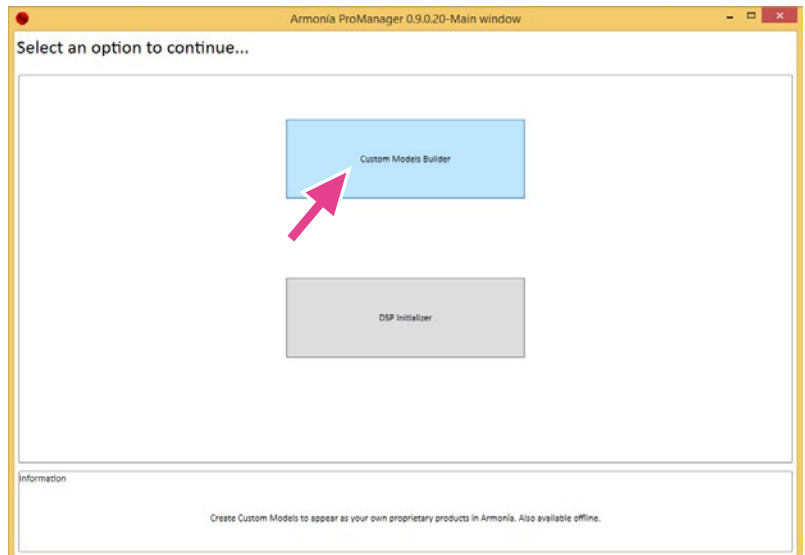 Armonía ProManager 0.9.0.20-Main window
Select an option to continue...
Custom Models Builder
DSP Initializer
Information
Create Custom Models to appear as your own proprietary products in Armonía. Also available offline.